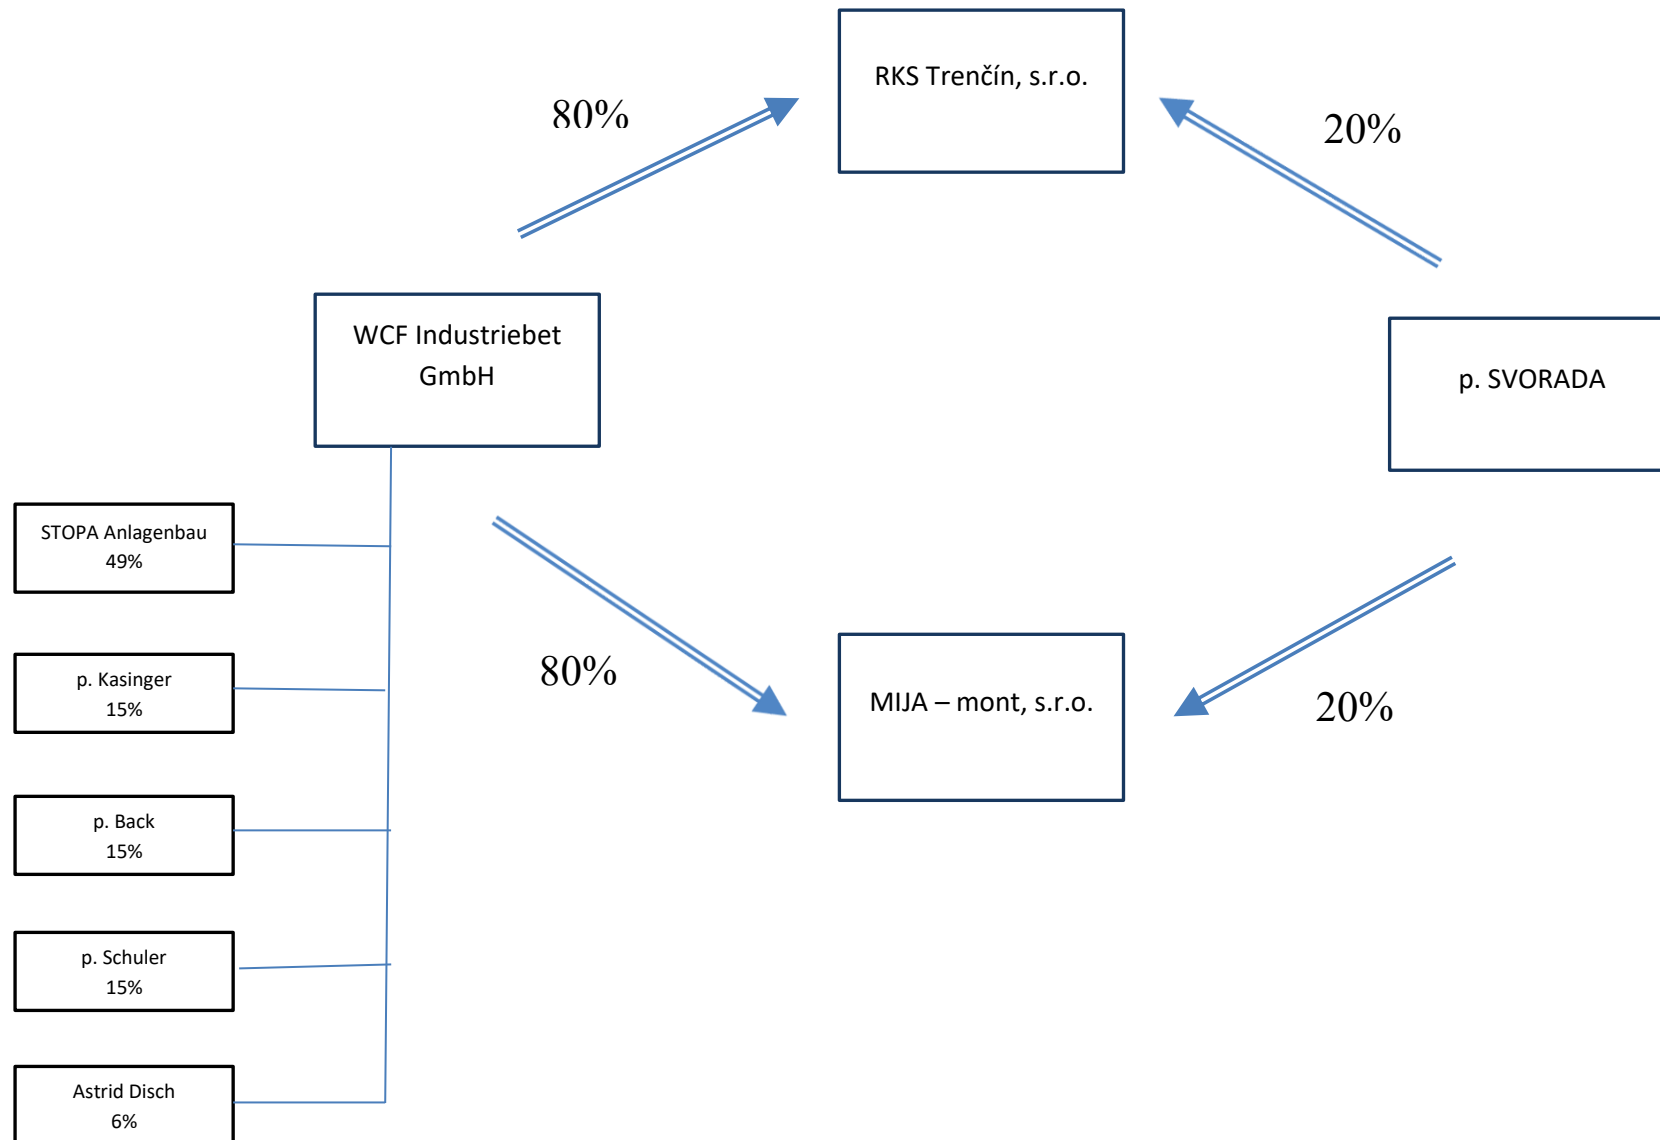 RKS Trenčín, s.r.o.
80%
20%
WCF Industriebet
GmbH
p. SVORADA
STOPA Anlagenbau
49%
p. Kasinger
15%
80%
MIJA – mont, s.r.o.
20%
p. Back
15%
p. Schuler
15%
Astrid Disch
6%